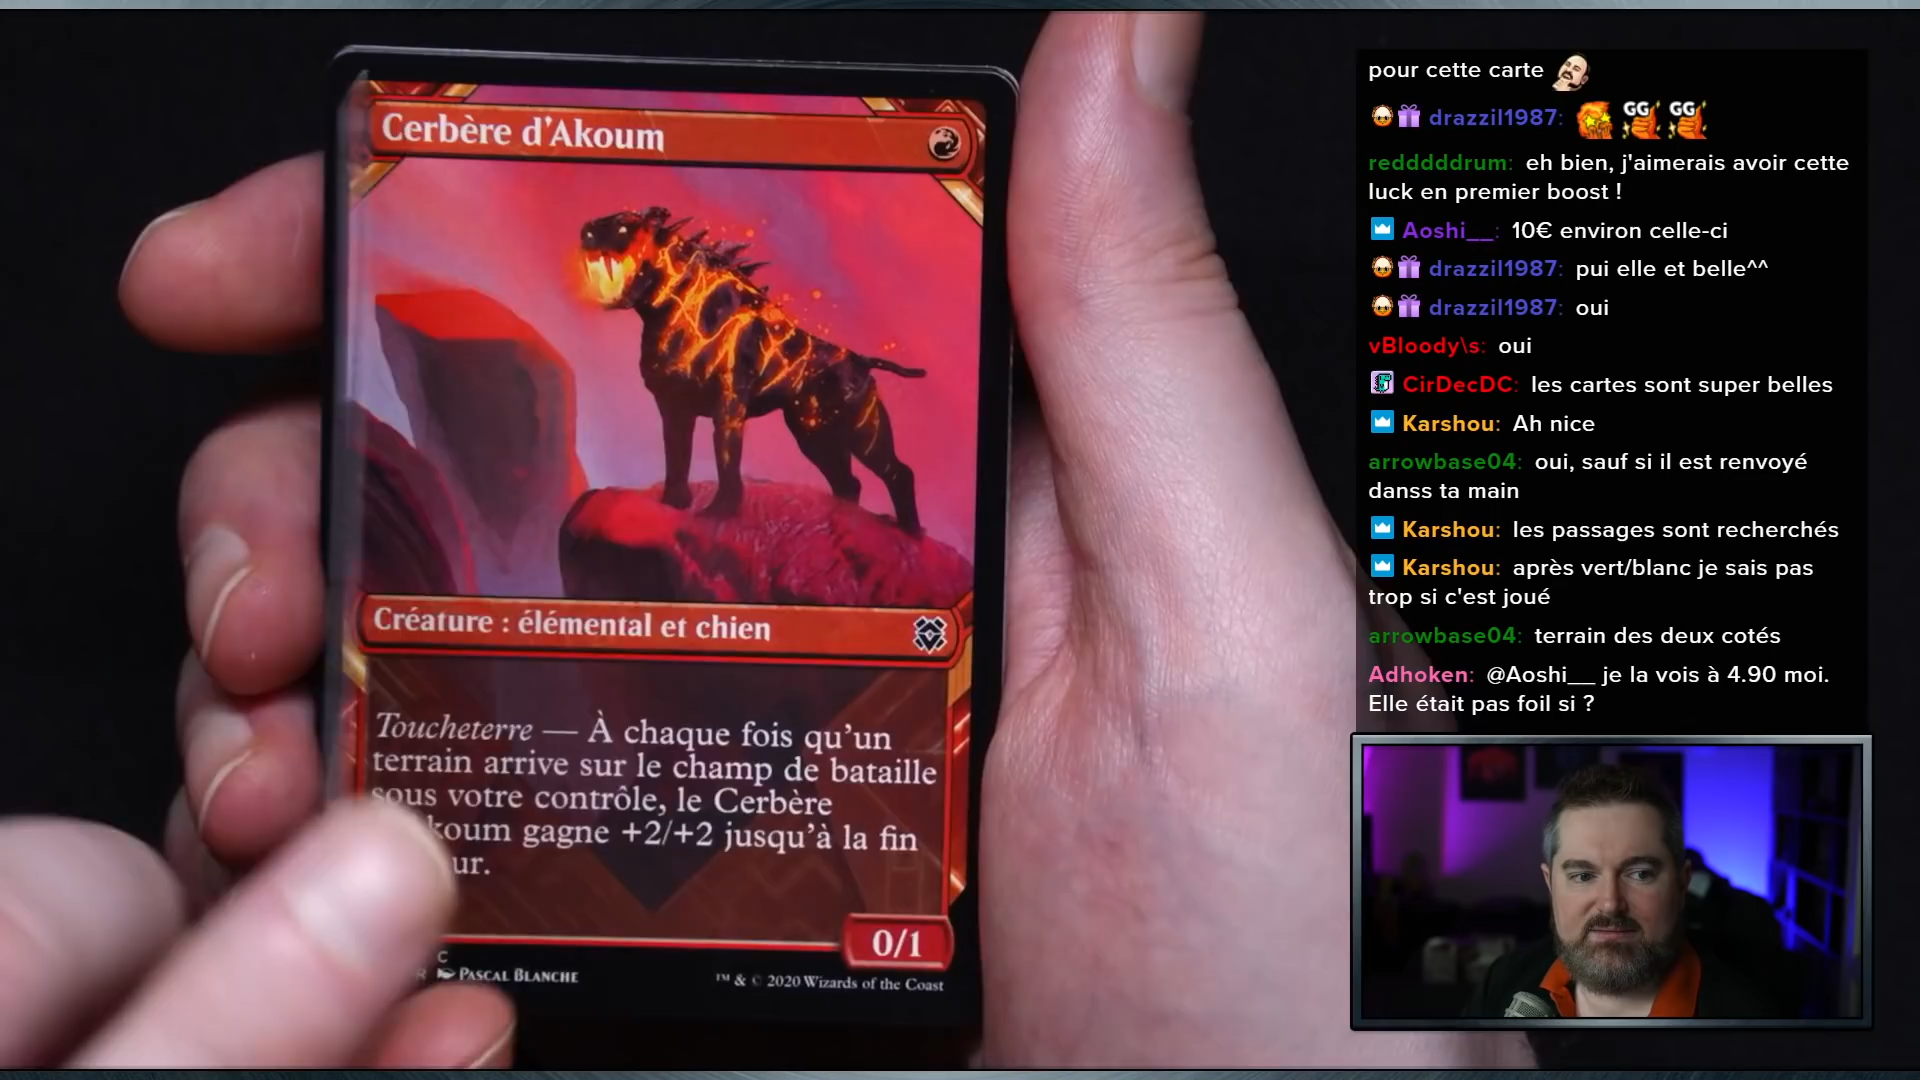 Cerbère d'Akoum
Créature : élémental et chien
Toucheterre — À chaque fois qu'un
terrain arrive sur le champ de bataille
sous votre contrôle, le Cerbère
koum gagne +2/+2 jusqu'à la fin
ur.
0/1
C
R PASCAL BLANCHE
™ & © 2020 Wizards of the Coast
pour cette carte
drazzil1987: GG GG
redddddrum: eh bien, j'aimerais avoir cette
luck en premier boost !
Aoshi__: 10€ environ celle-ci
drazzil1987: pui elle et belle^^
drazzil1987: oui
vBloody\s: oui
CirDecDC: les cartes sont super belles
Karshou: Ah nice
arrowbase04: oui, sauf si il est renvoyé
danss ta main
Karshou: les passages sont recherchés
Karshou: après vert/blanc je sais pas
trop si c'est joué
arrowbase04: terrain des deux cotés
Adhoken: @Aoshi__ je la vois à 4.90 moi.
Elle était pas foil si ?